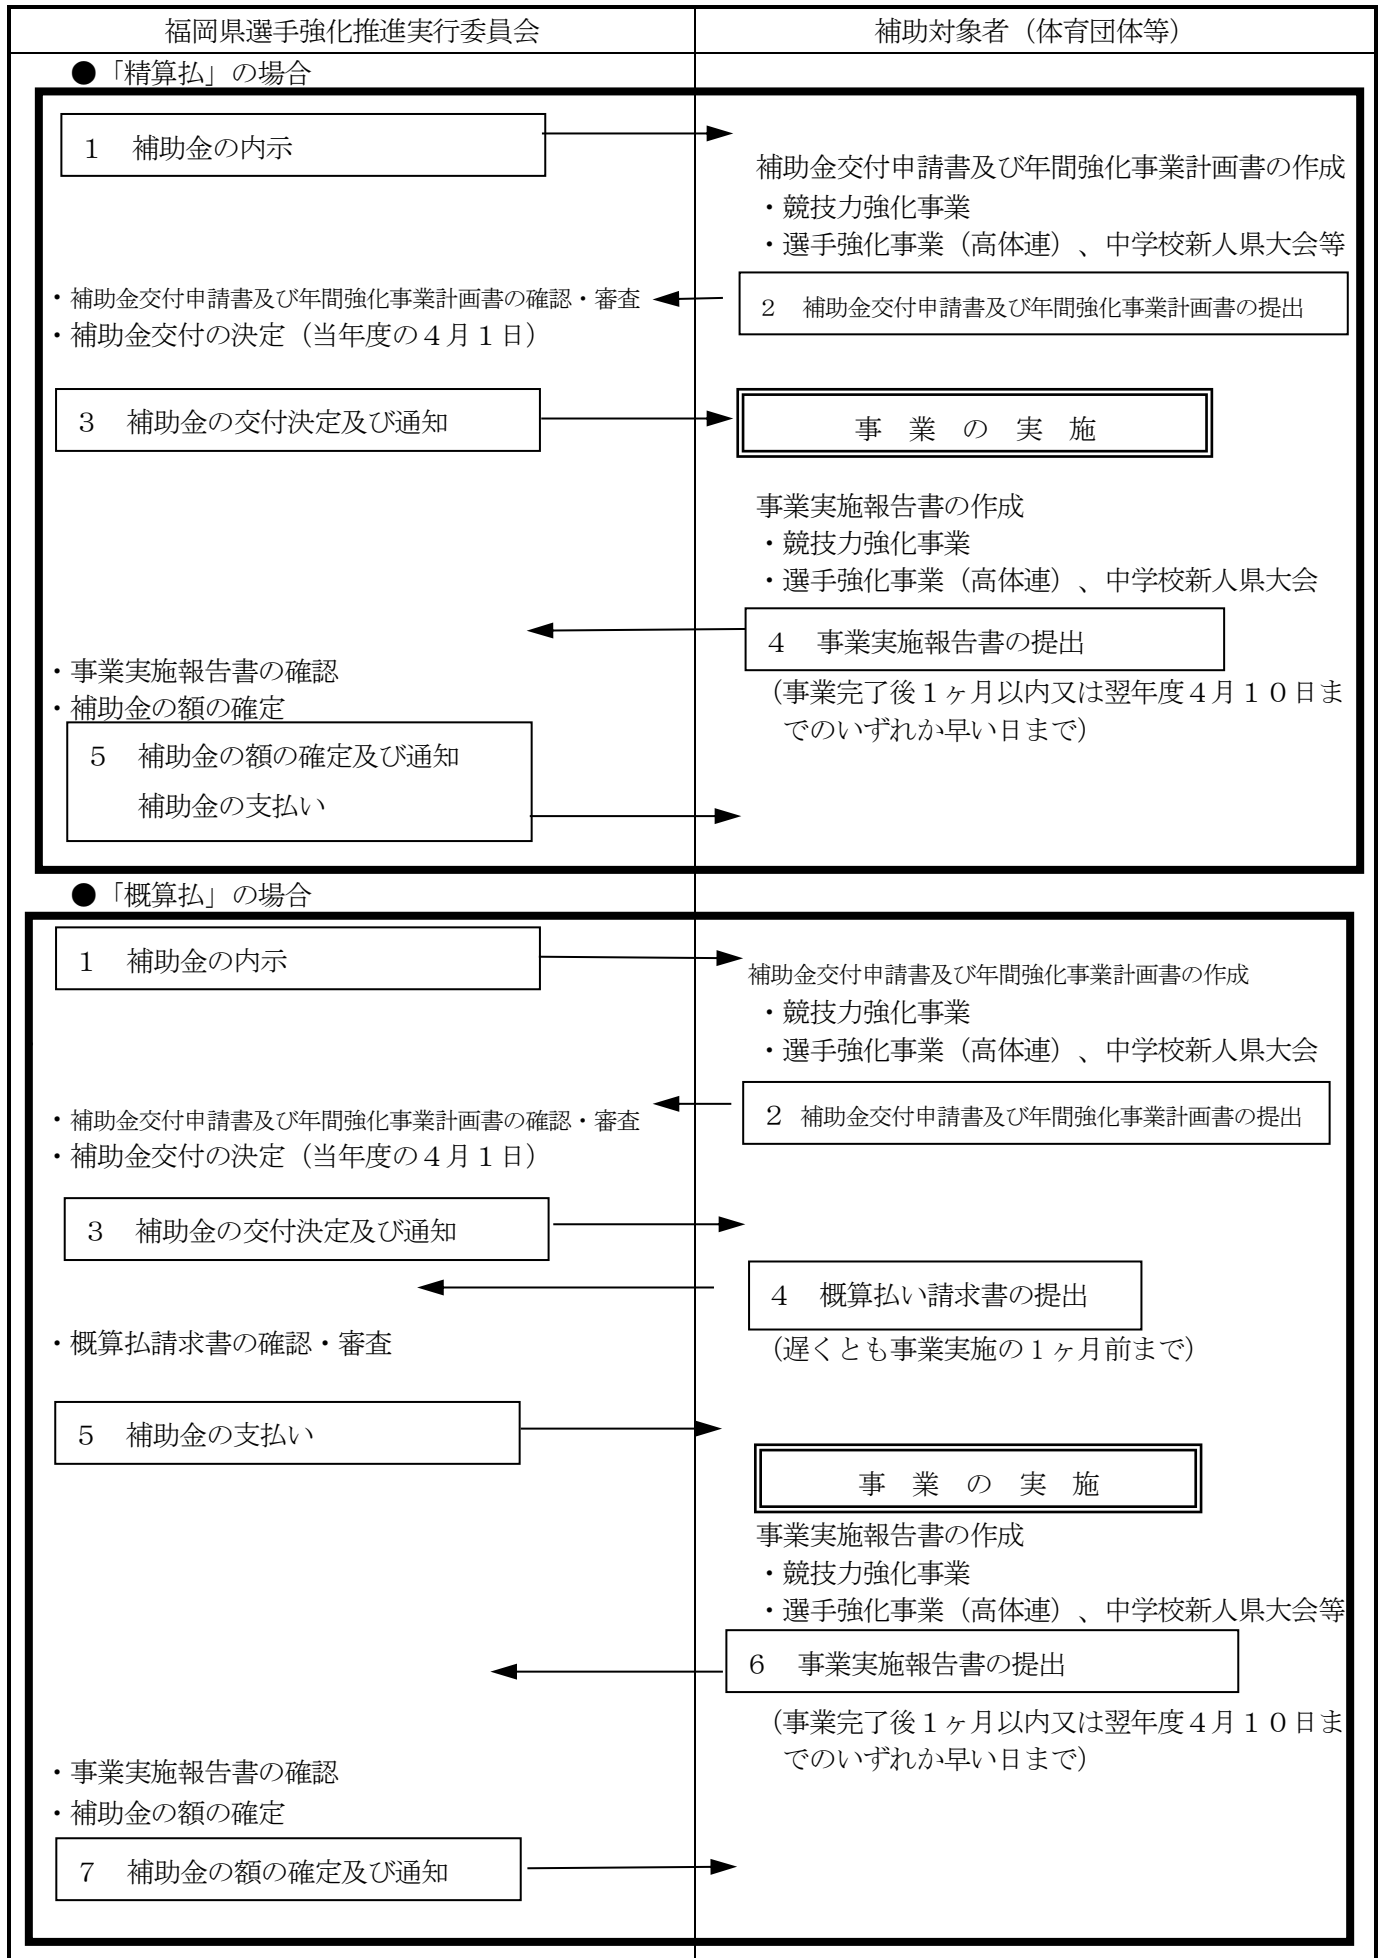 福岡県選手強化推進実行委員会
補助対象者（体育団体等）
●「精算払」の場合
１　補助金の内示
補助金交付申請書及び年間強化事業計画書の作成
・競技力強化事業
・選手強化事業（高体連）、中学校新人県大会等
・補助金交付申請書及び年間強化事業計画書の確認・審査
２　補助金交付申請書及び年間強化事業計画書の提出
・補助金交付の決定（当年度の４月１日）
３　補助金の交付決定及び通知
事　業　の　実　施
事業実施報告書の作成
・競技力強化事業
・選手強化事業（高体連）、中学校新人県大会
４　事業実施報告書の提出
・事業実施報告書の確認
・補助金の額の確定
（事業完了後１ヶ月以内又は翌年度４月１０日ま
でのいずれか早い日まで）
５　補助金の額の確定及び通知
補助金の支払い
●「概算払」の場合
１　補助金の内示
補助金交付申請書及び年間強化事業計画書の作成
・競技力強化事業
・選手強化事業（高体連）、中学校新人県大会
２　補助金交付申請書及び年間強化事業計画書の提出
・補助金交付申請書及び年間強化事業計画書の確認・審査
・補助金交付の決定（当年度の４月１日）
３　補助金の交付決定及び通知
４　概算払い請求書の提出
・概算払請求書の確認・審査
（遅くとも事業実施の１ヶ月前まで）
５　補助金の支払い
事　業　の　実　施
事業実施報告書の作成
・競技力強化事業
・選手強化事業（高体連）、中学校新人県大会等
６　事業実施報告書の提出
（事業完了後１ヶ月以内又は翌年度４月１０日ま
でのいずれか早い日まで）
・事業実施報告書の確認
・補助金の額の確定
７　補助金の額の確定及び通知